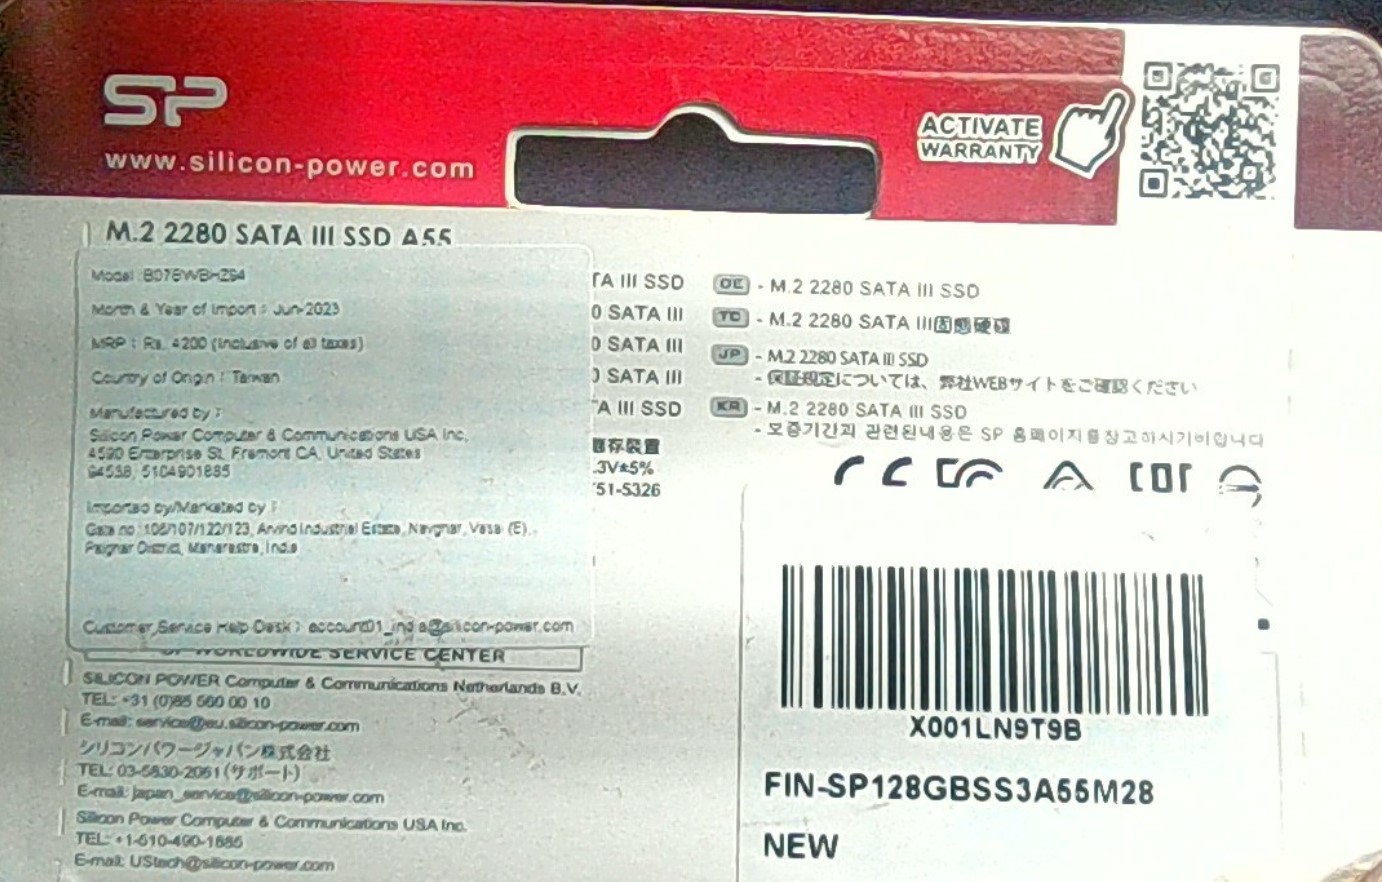 SP
www.silicon-power.com
ACTIVATE
WARRANTY
M.2 2280 SATA III SSD A55
Model : B07BWBHZ94
Month & Year of Import : Jun-2023
MRP : Rs. 4200 (Inclusive of all taxes)
Country of Origin : Taiwan
Manufactured by :
Silicon Power Computer & Communications USA Inc.
4590 Enterprise St, Fremont CA, United States
94538, 5104901885
Imported by/Marketed by :
Gala no :106/107/122/123, Arvind Industrial Estate, Navghar, Vasai (E).
Palghar District, Maharastra, India
Customer Service Help Desk : account01_india@silicon-power.com
TA III SSD
0 SATA III
0 SATA III
SATA III
A III SSD
存裝置
.3V±5%
51-5326
DE - M.2 2280 SATA III SSD
TC - M.2 2280 SATA III固態硬碟
JP - M.2 2280 SATA III SSD
- 保証規定については、弊社WEBサイトをご確認ください
KR - M.2 2280 SATA III SSD
- 보증기간과 관련된내용은 SP 홈페이지를참고하시기바랍니다
SP WORLDWIDE SERVICE CENTER
SILICON POWER Computer & Communications Netherlands B.V.
TEL: +31 (0)85 560 00 10
E-mail: service@eu.silicon-power.com
シリコンパワージャパン株式会社
TEL: 03-5830-2061 (サポート)
E-mail: japan_service@silicon-power.com
Silicon Power Computer & Communications USA Inc.
TEL: +1-510-490-1885
E-mail: UStech@silicon-power.com
X001LN9T9B
FIN-SP128GBSS3A55M28
NEW